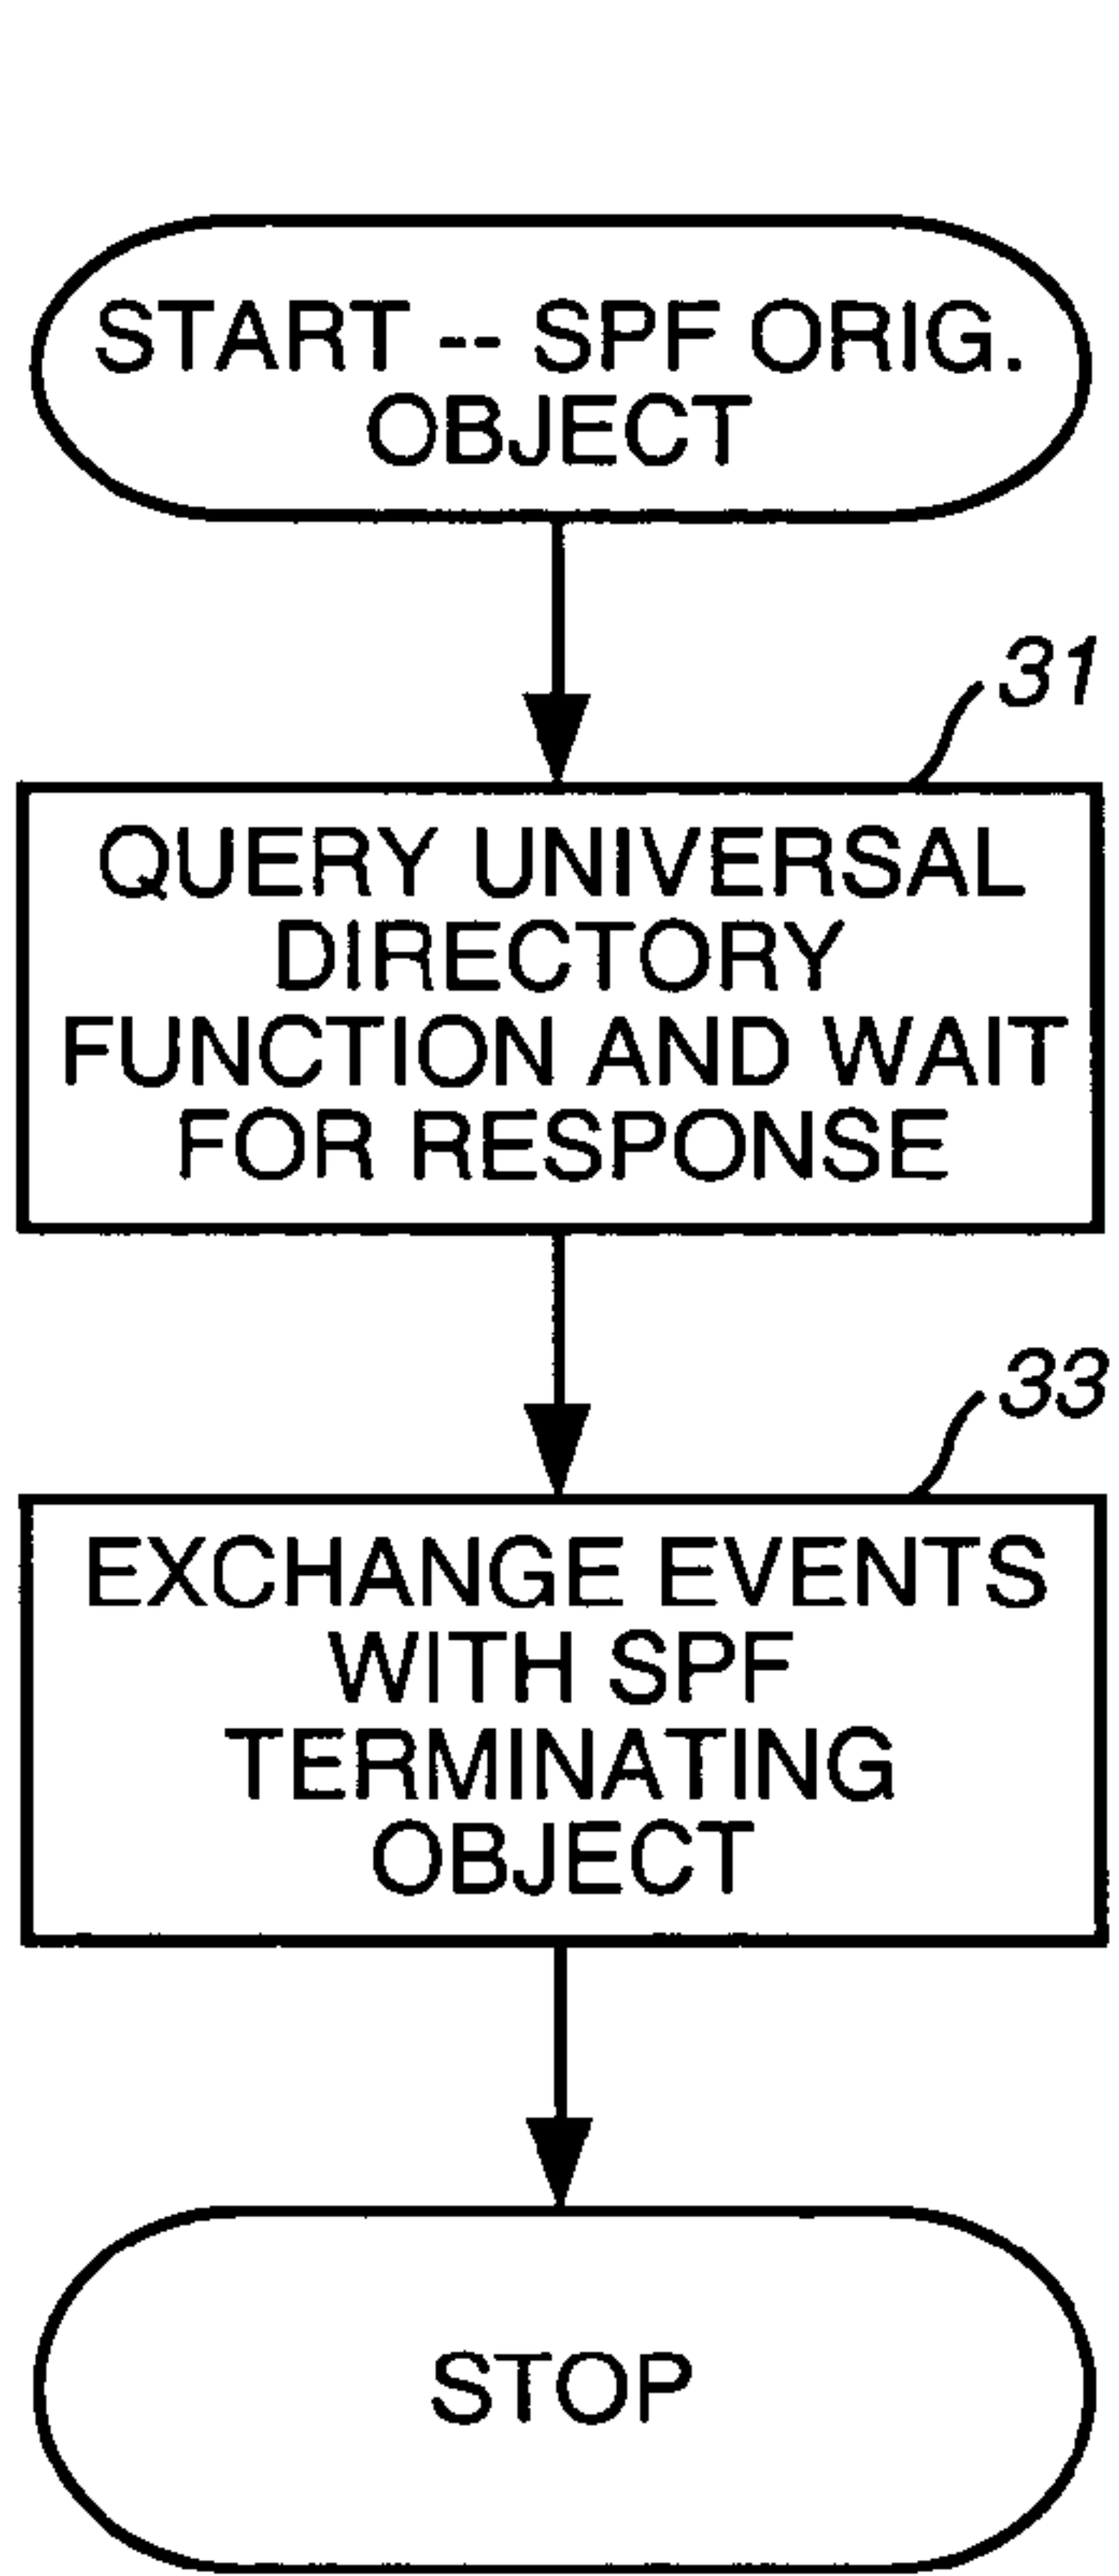 START -- SPF ORIG.
OBJECT
31
QUERY UNIVERSAL
DIRECTORY
FUNCTION AND WAIT
FOR RESPONSE
33
EXCHANGE EVENTS
WITH SPF
TERMINATING
OBJECT
STOP